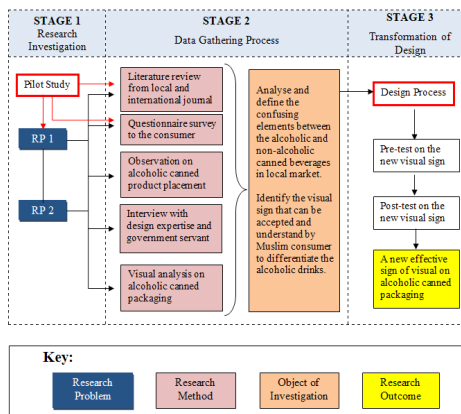 STAGE 1
Research
Investigation
STAGE 2
Data Gathering Process
STAGE 3
Transformation of
Design
Pilot Study
RP 1
RP 2
Literature review
from local and
international journal
Questionnaire survey
to the consumer
Observation on
alcoholic canned
product placement
Interview with
design expertise and
government servant
Visual analysis on
alcoholic canned
packaging
Analyse and
define the
confusing
elements between
the alcoholic and
non-alcoholic
canned beverages
in local market.
Identify the visual
sign that can be
accepted and
understand by
Muslim consumer
to differentiate the
alcoholic drinks.
Design Process
Pre-test on the
new visual sign
Post-test on the
new visual sign
A new effective
sign of visual on
alcoholic canned
packaging
Key:
Research
Problem
Research
Method
Object of
Investigation
Research
Outcome